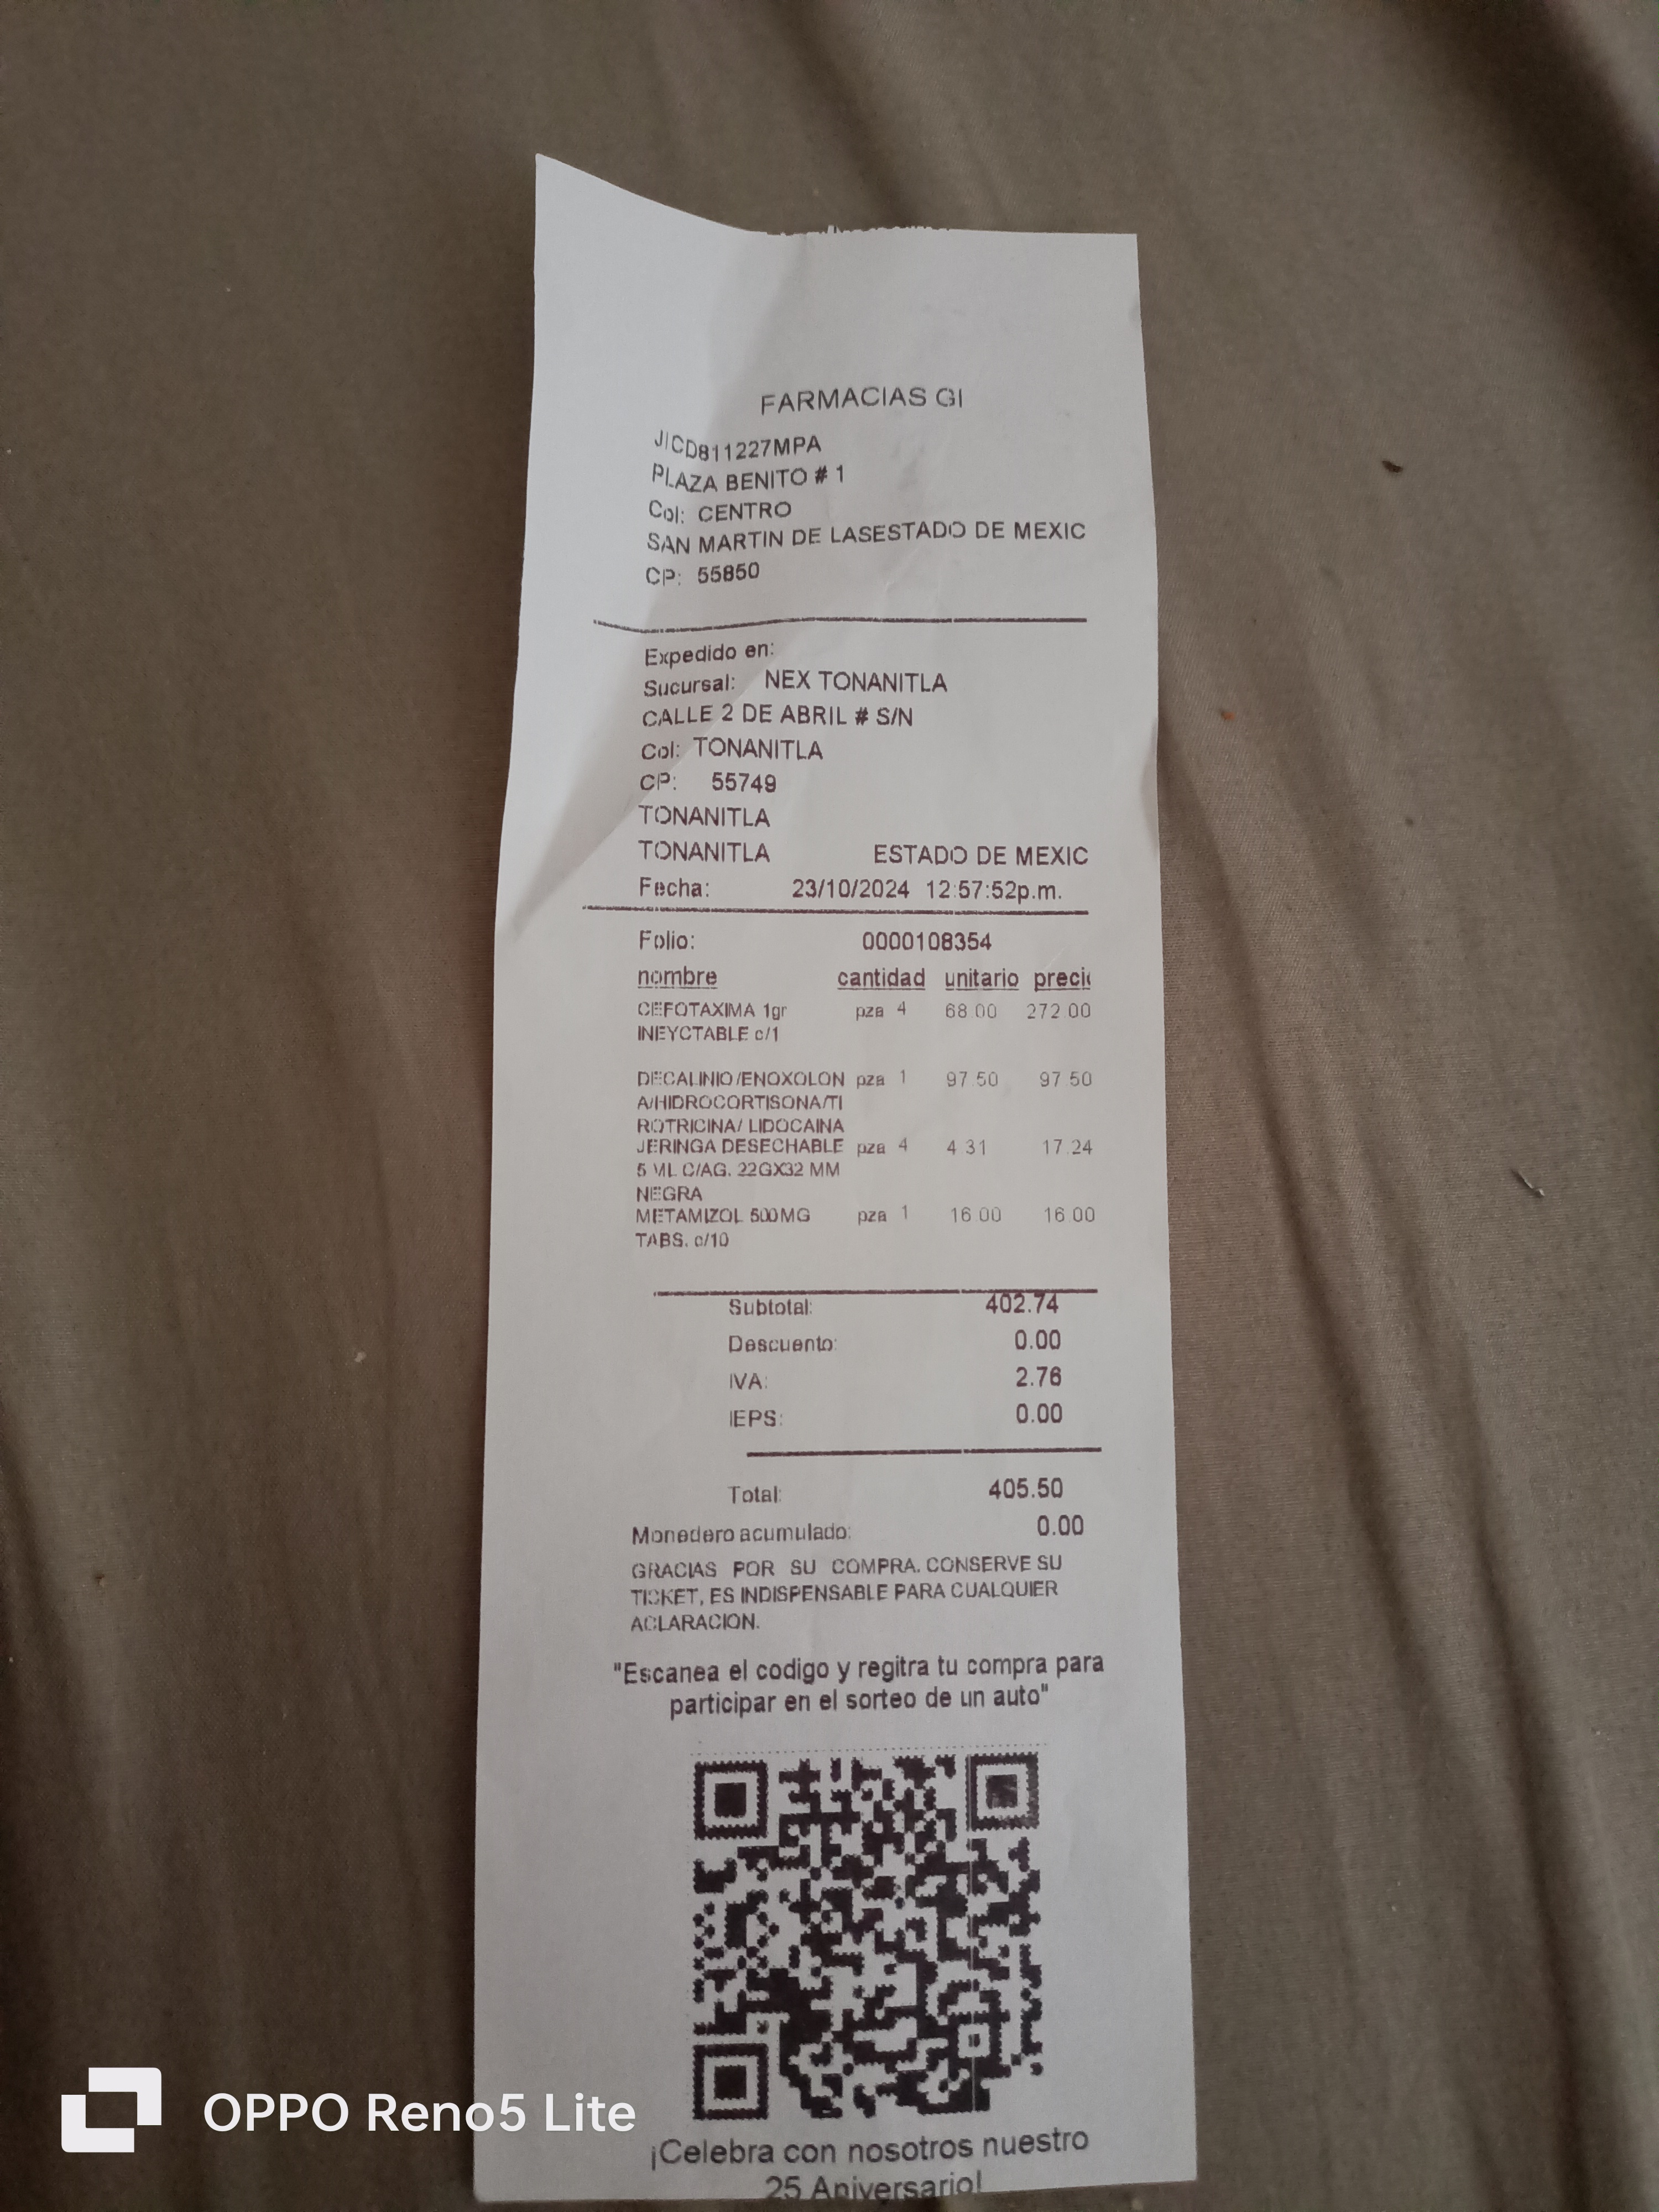 FARMACIAS GI
JICD811227MPA
PLAZA BENITO # 1
Col: CENTRO
SAN MARTIN DE LASESTADO DE MEXIC
CP: 55850
Expedido en:
Sucursal: NEX TONANITLA
CALLE 2 DE ABRIL # S/N
Col: TONANITLA
CP: 55749
TONANITLA
TONANITLA ESTADO DE MEXIC
Fecha: 23/10/2024 12:57:52p.m.
Folio: 0000108354
nombre cantidad unitario preci
CEFOTAXIMA 1gr pza 4 68.00 272.00
INEYCTABLE c/1
DECALINIO/ENOXOLON pza 1 97.50 97.50
A/HIDROCORTISONA/TI
ROTRICINA/ LIDOCAINA
JERINGA DESECHABLE pza 4 4.31 17.24
5 ML C/AG. 22GX32 MM
NEGRA
METAMIZOL 500MG pza 1 16.00 16.00
TABS. c/10
Subtotal: 402.74
Descuento: 0.00
IVA: 2.76
IEPS: 0.00
Total: 405.50
Monedero acumulado: 0.00
GRACIAS POR SU COMPRA. CONSERVE SU
TICKET, ES INDISPENSABLE PARA CUALQUIER
ACLARACION.
"Escanea el codigo y regitra tu compra para
participar en el sorteo de un auto"
¡Celebra con nosotros nuestro
25 Aniversario!
OPPO Reno5 Lite